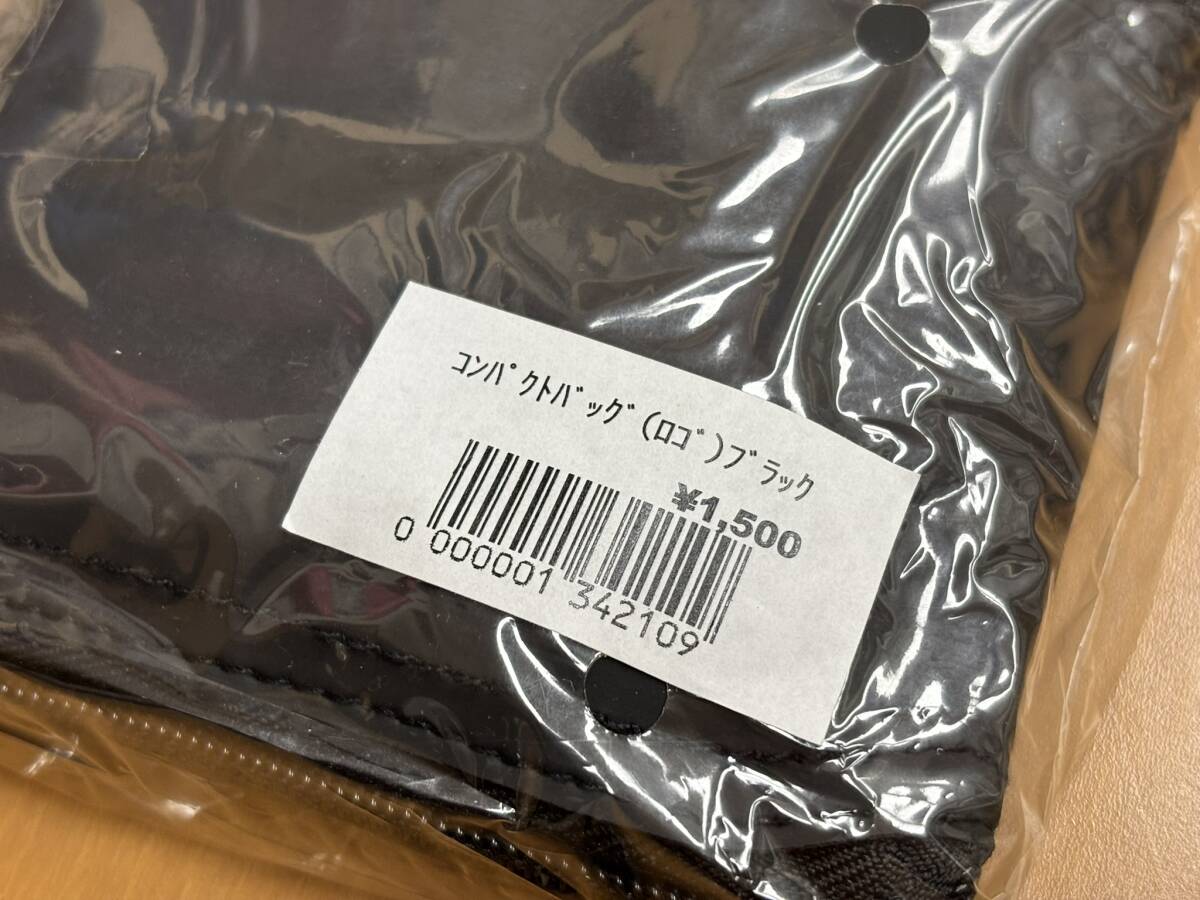 ｺﾝﾊﾟｸﾄﾊﾞｯｸﾞ(ﾛｺﾞ)ﾌﾞﾗｯｸ
¥1,500
0 000001 342109